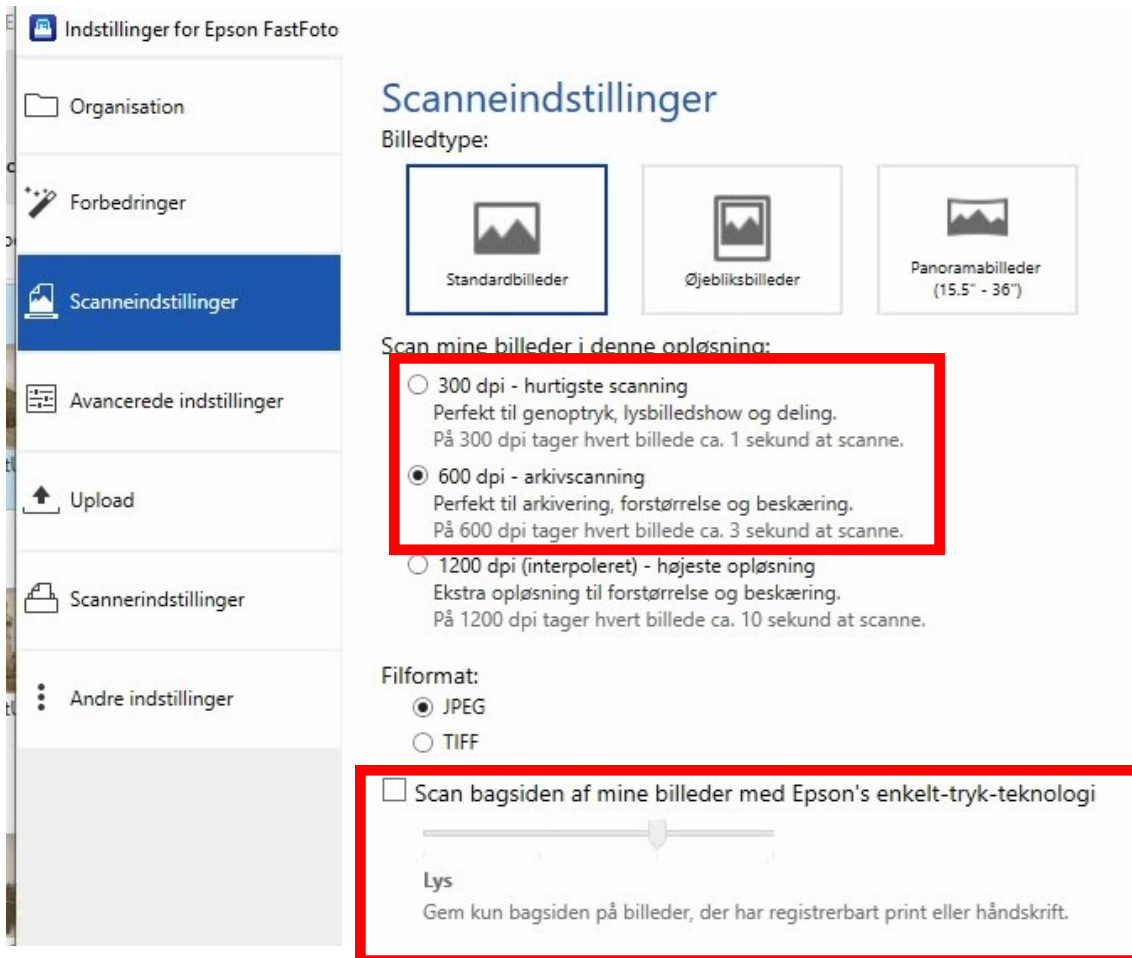 Indstillinger for Epson FastFoto
Organisation
Forbedringer
Scanneindstillinger
Avancerede indstillinger
Upload
Scannerindstillinger
Andre indstillinger
Scanneindstillinger
Billedtype:
Standardbilleder
Øjebliksbilleder
Panoramabilleder
(15.5" - 36")
Scan mine billeder i denne opløsning:
300 dpi - hurtigste scanning
Perfekt til genoptryk, lysbilledshow og deling.
På 300 dpi tager hvert billede ca. 1 sekund at scanne.
600 dpi - arkivscanning
Perfekt til arkivering, forstørrelse og beskæring.
På 600 dpi tager hvert billede ca. 3 sekund at scanne.
1200 dpi (interpoleret) - højeste opløsning
Ekstra opløsning til forstørrelse og beskæring.
På 1200 dpi tager hvert billede ca. 10 sekund at scanne.
Filformat:
JPEG
TIFF
Scan bagsiden af mine billeder med Epson's enkelt-tryk-teknologi
Lys
Gem kun bagsiden på billeder, der har registrerbart print eller håndskrift.